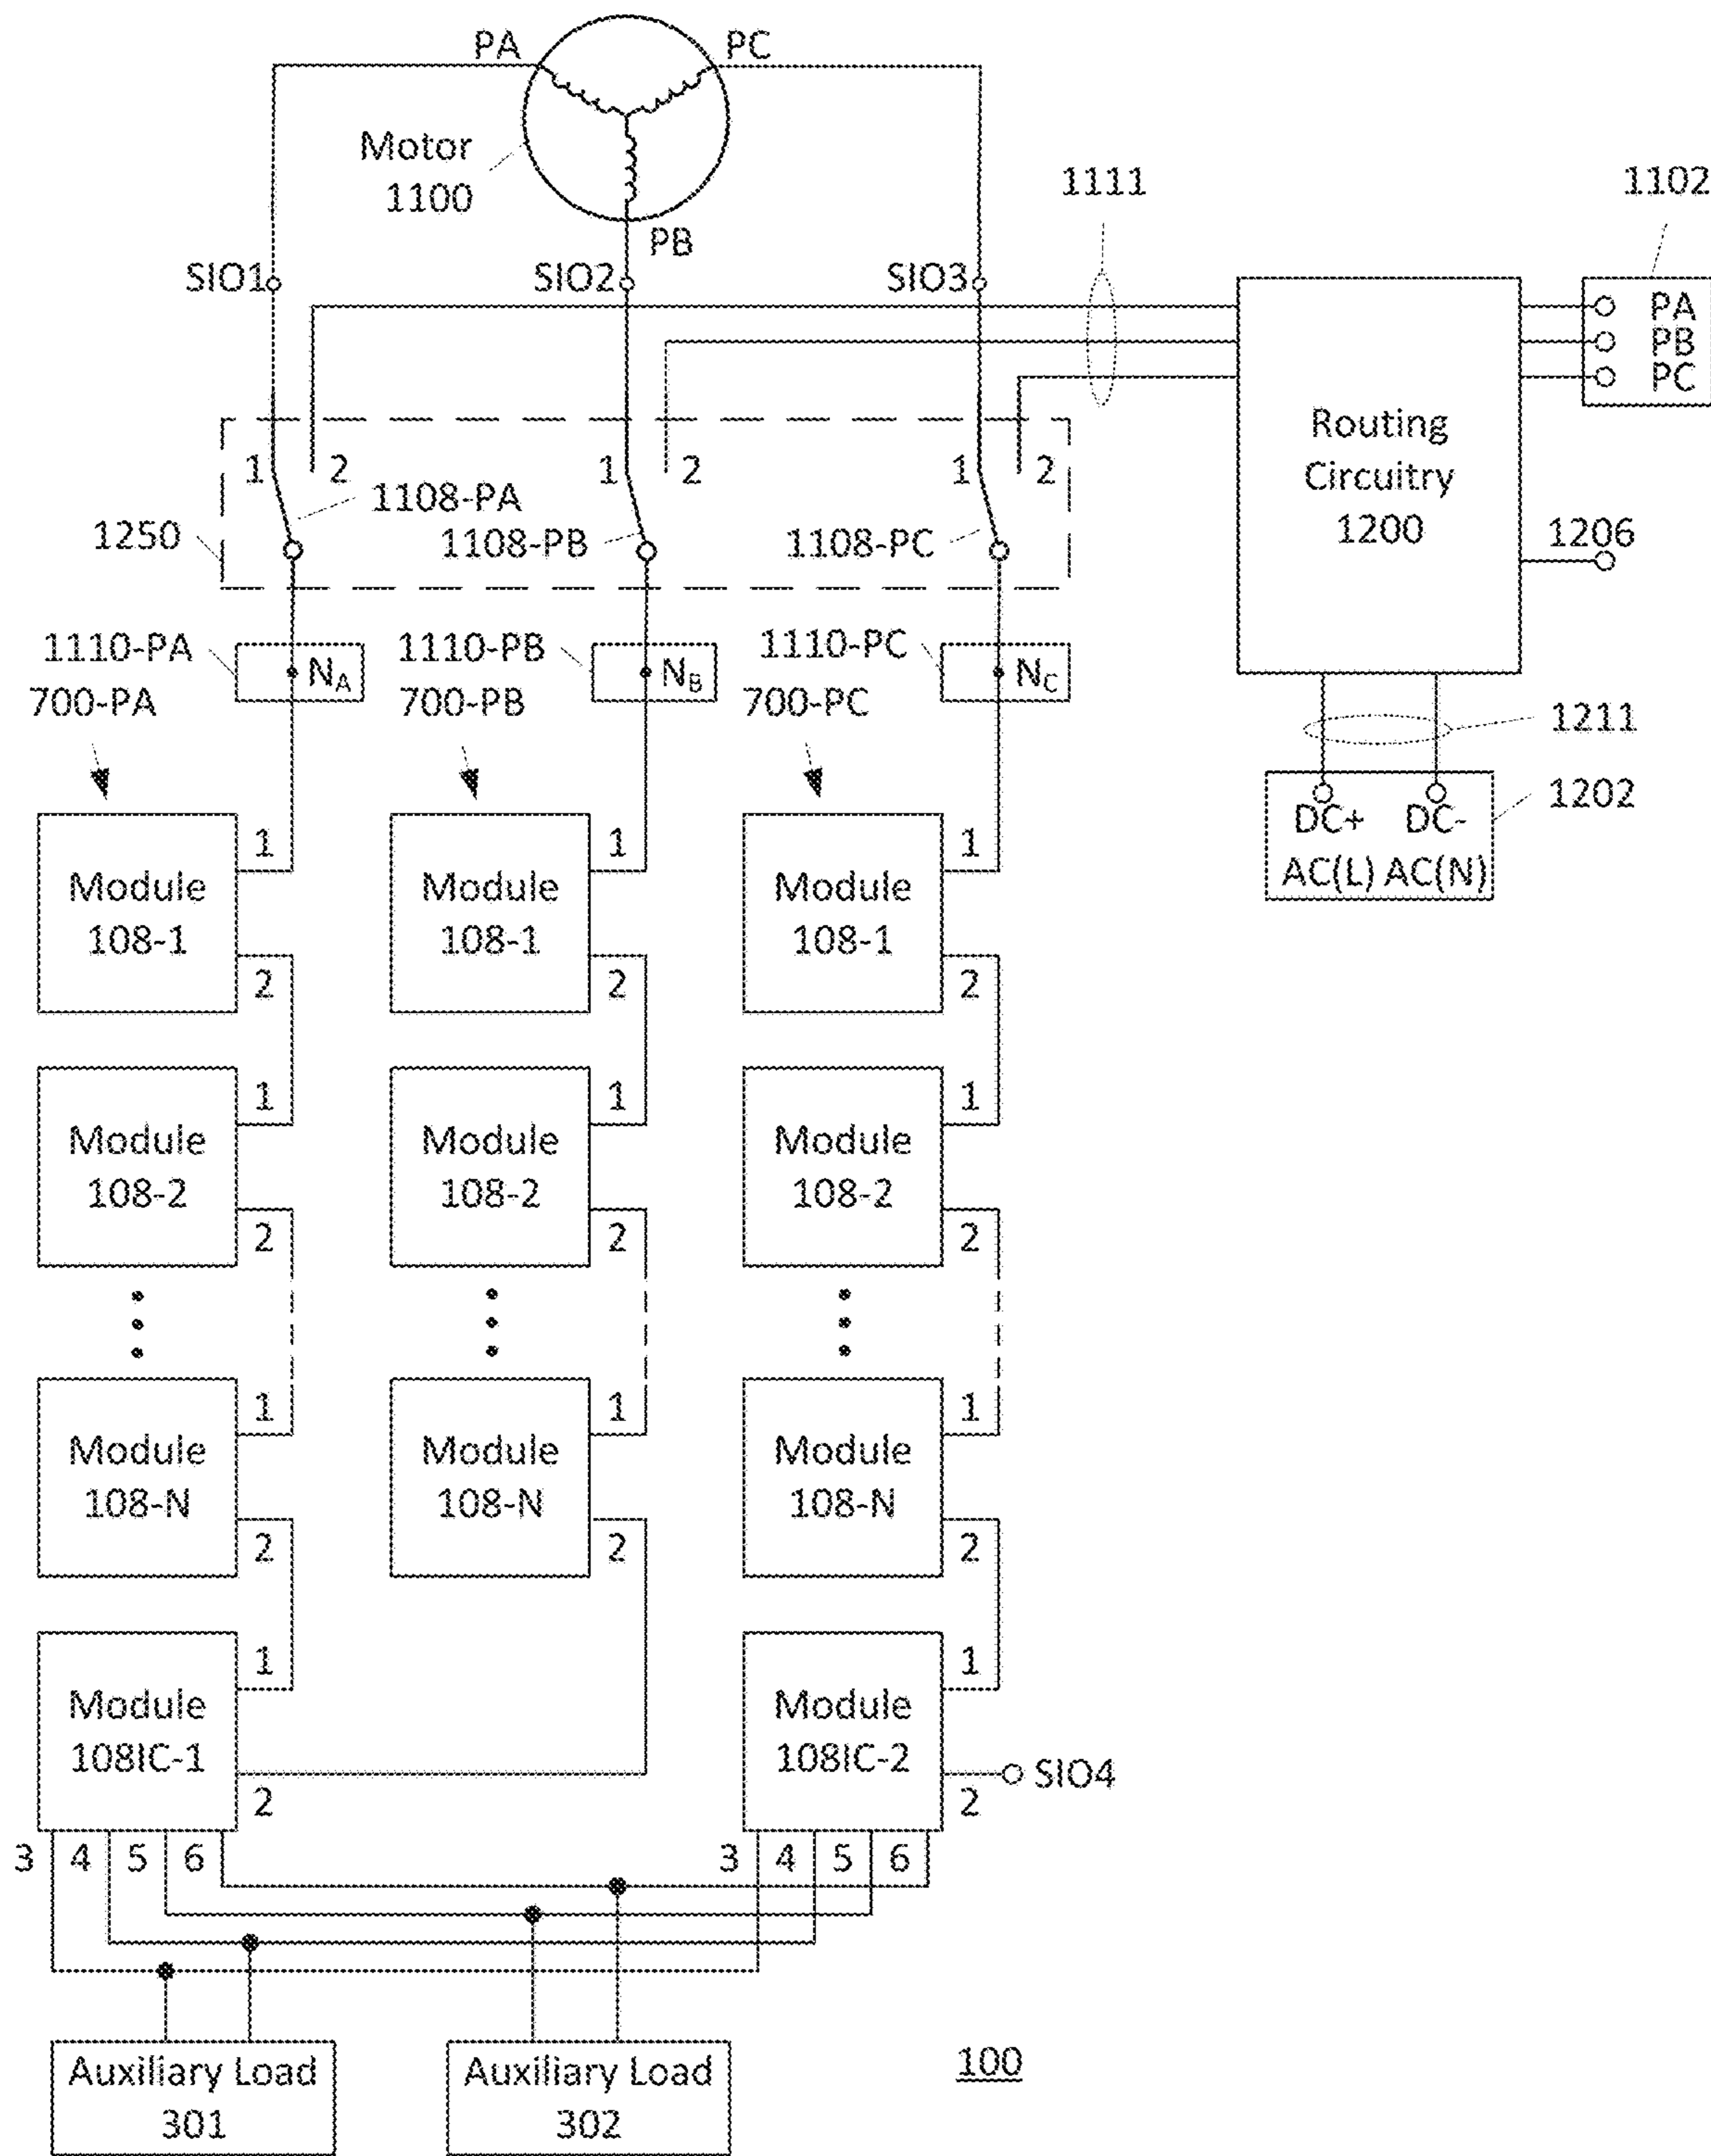 PA
PC
Motor
1100
PB
1111
1102
SIO1
SIO2
SIO3
PA
PB
PC
Routing
Circuitry
1200
1206
1
2
1
2
1
2
1108-PA
1108-PB
1108-PC
1250
1110-PA
1110-PB
1110-PC
NA
NB
NC
700-PA
700-PB
700-PC
1211
1202
DC+ DC-
AC(L) AC(N)
Module
108-1
1
2
Module
108-1
1
2
Module
108-1
1
2
Module
108-2
1
2
Module
108-2
1
2
Module
108-2
1
2
Module
108-N
1
2
Module
108-N
1
2
Module
108-N
1
2
Module
108IC-1
1
2
Module
108IC-2
1
2
SIO4
3 4 5 6
3 4 5 6
Auxiliary Load
301
Auxiliary Load
302
100